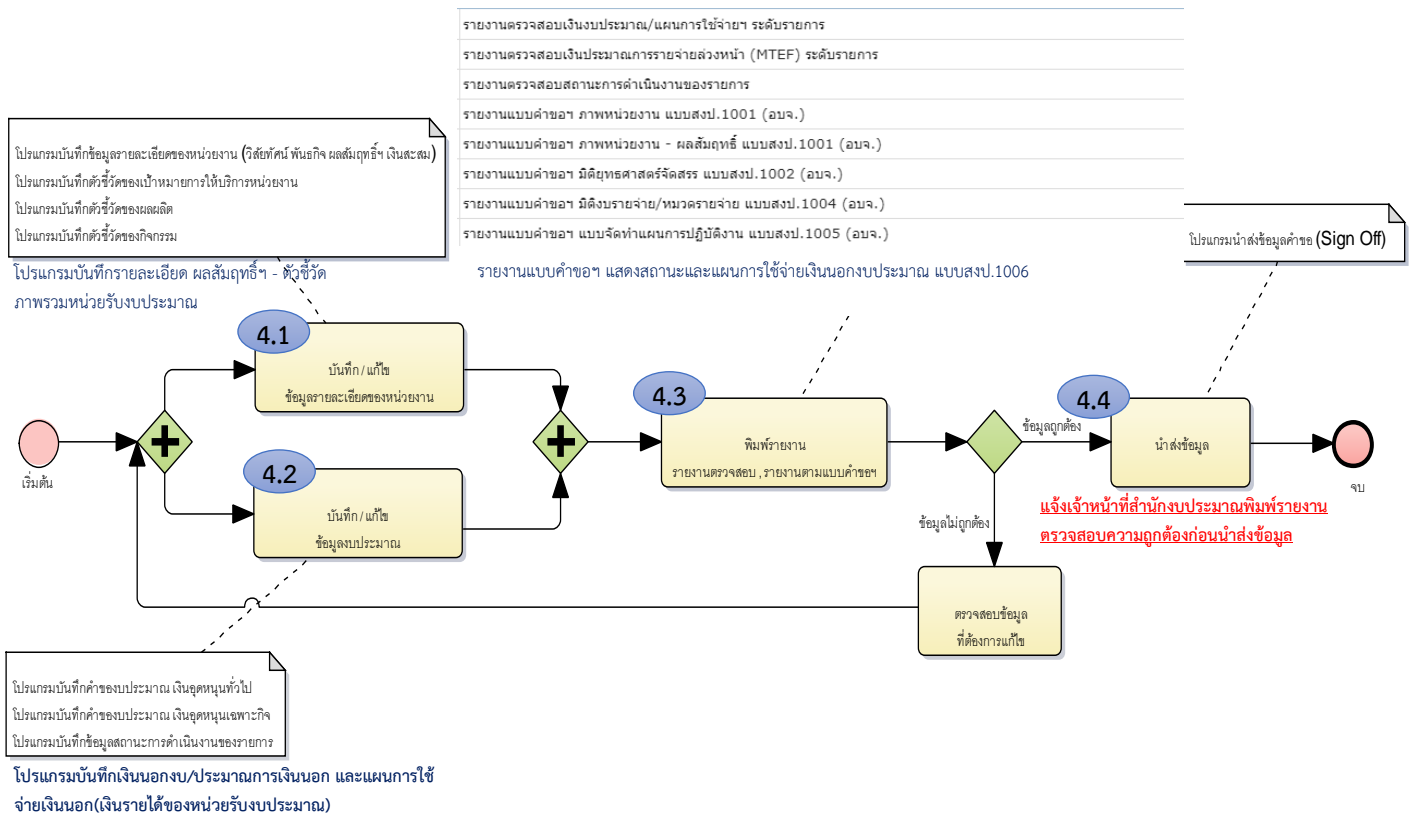 รายงานตรวจสอบเงินงบประมาณ/แผนการใช้จ่ายฯ ระดับรายการ
รายงานตรวจสอบเงินประมาณการรายจ่ายล่วงหน้า (MTEF) ระดับรายการ
รายงานตรวจสอบสถานะการดำเนินงานของรายการ
รายงานแบบคำขอฯ ภาพหน่วยงาน แบบสงป.1001 (อบจ.)
รายงานแบบคำขอฯ ภาพหน่วยงาน - ผลสัมฤทธิ์ แบบสงป.1001 (อบจ.)
รายงานแบบคำขอฯ มิติยุทธศาสตร์จัดสรร แบบสงป.1002 (อบจ.)
รายงานแบบคำขอฯ มิติงบรายจ่าย/หมวดรายจ่าย แบบสงป.1004 (อบจ.)
รายงานแบบคำขอฯ แบบจัดทำแผนการปฏิบัติงาน แบบสงป.1005 (อบจ.)
รายงานแบบคำขอฯ แสดงสถานะและแผนการใช้จ่ายเงินนอกงบประมาณ แบบสงป.1006
โปรแกรมบันทึกข้อมูลรายละเอียดของหน่วยงาน (วิสัยทัศน์ พันธกิจ ผลสัมฤทธิ์ฯ เงินสะสม)
โปรแกรมบันทึกตัวชี้วัดของเป้าหมายการให้บริการหน่วยงาน
โปรแกรมบันทึกตัวชี้วัดของผลผลิต
โปรแกรมบันทึกตัวชี้วัดของกิจกรรม
โปรแกรมบันทึกรายละเอียด ผลสัมฤทธิ์ฯ - ตัวชี้วัด
ภาพรวมหน่วยรับงบประมาณ
โปรแกรมนำส่งข้อมูลคำขอ (Sign Off)
เริ่มต้น
4.1
บันทึก / แก้ไข
ข้อมูลรายละเอียดของหน่วยงาน
4.2
บันทึก / แก้ไข
ข้อมูลงบประมาณ
4.3
พิมพ์รายงาน
รายงานตรวจสอบ , รายงานตามแบบคำขอฯ
ข้อมูลถูกต้อง
ข้อมูลไม่ถูกต้อง
4.4
นำส่งข้อมูล
จบ
แจ้งเจ้าหน้าที่สำนักงบประมาณพิมพ์รายงาน
ตรวจสอบความถูกต้องก่อนนำส่งข้อมูล
ตรวจสอบข้อมูล
ที่ต้องการแก้ไข
โปรแกรมบันทึกคำของบประมาณ เงินอุดหนุนทั่วไป
โปรแกรมบันทึกคำของบประมาณ เงินอุดหนุนเฉพาะกิจ
โปรแกรมบันทึกข้อมูลสถานะการดำเนินงานของรายการ
โปรแกรมบันทึกเงินนอกงบ/ประมาณการเงินนอก และแผนการใช้
จ่ายเงินนอก(เงินรายได้ของหน่วยรับงบประมาณ)